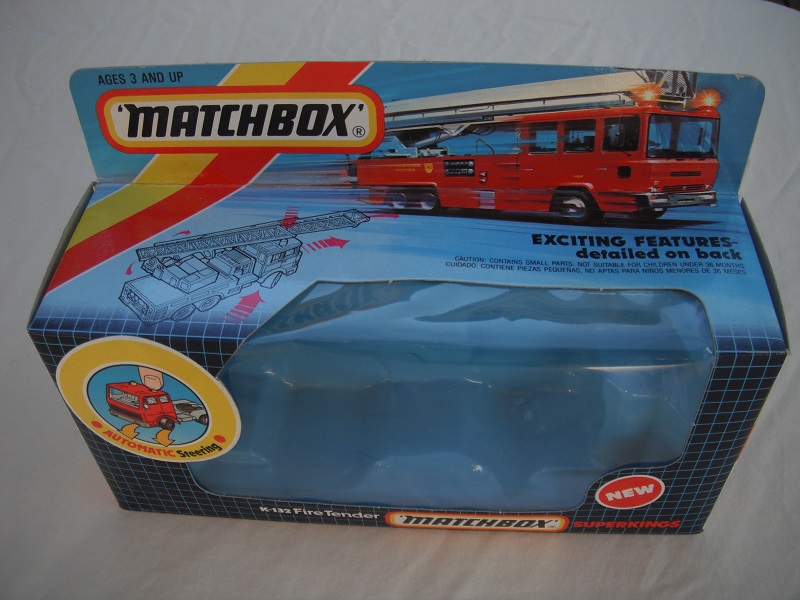 AGES 3 AND UP
'MATCHBOX'®
EXCITING FEATURES-
detailed on back
CAUTION: CONTAINS SMALL PARTS. NOT SUITABLE FOR CHILDREN UNDER 36 MONTHS
CUIDADO. CONTIENE PIEZAS PEQUEÑAS, NO APTAS PARA NIÑOS MENORES DE 36 MESES
AUTOMATIC Steering
NEW
K-132 Fire Tender
'MATCHBOX'®
SUPERKINGS